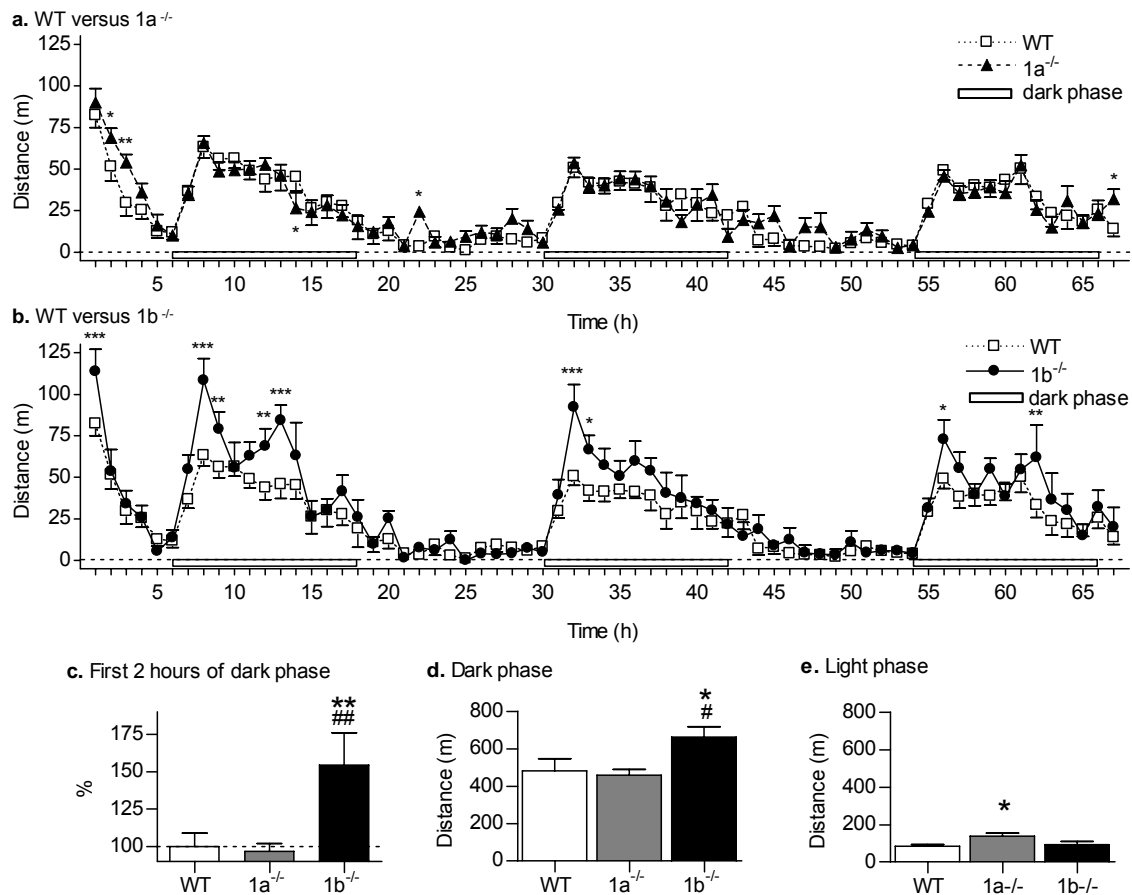 a. WT versus 1a⁻/⁻
125
100
75
50
25
0
Distance (m)
* ** * * *
WT
1a⁻/⁻
dark phase
5 10 15 20 25 30 35 40 45 50 55 60 65
Time (h)
b. WT versus 1b⁻/⁻
125
100
75
50
25
0
Distance (m)
*** *** ** ** *** *** * * **
WT
1b⁻/⁻
dark phase
5 10 15 20 25 30 35 40 45 50 55 60 65
Time (h)
c. First 2 hours of dark phase
175
150
125
100
%
**
##
WT 1a⁻/⁻ 1b⁻/⁻
d. Dark phase
800
600
400
200
0
Distance (m)
*
#
WT 1a⁻/⁻ 1b⁻/⁻
e. Light phase
800
600
400
200
0
Distance (m)
*
WT 1a-/- 1b-/-